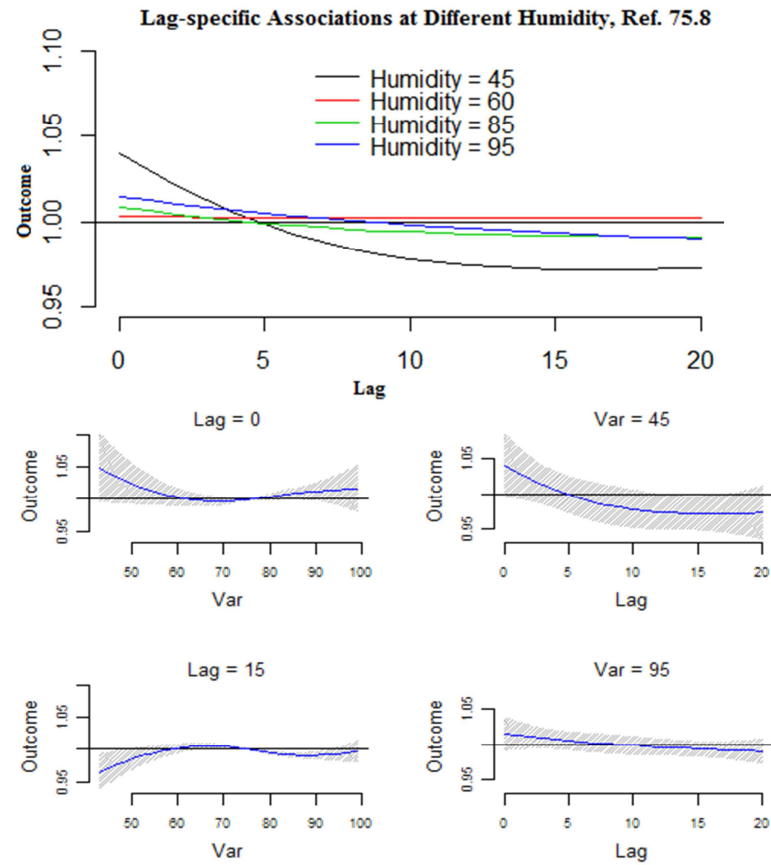 Lag-specific Associations at Different Humidity, Ref. 75.8
Outcome
1.10
1.05
1.00
0.95
Humidity = 45
Humidity = 60
Humidity = 85
Humidity = 95
0 5 10 15 20
Lag
Lag = 0
Outcome
1.05
0.95
50 60 70 80 90 100
Var
Var = 45
Outcome
1.05
0.95
0 5 10 15 20
Lag
Lag = 15
Outcome
1.05
0.95
50 60 70 80 90 100
Var
Var = 95
Outcome
1.05
0.95
0 5 10 15 20
Lag